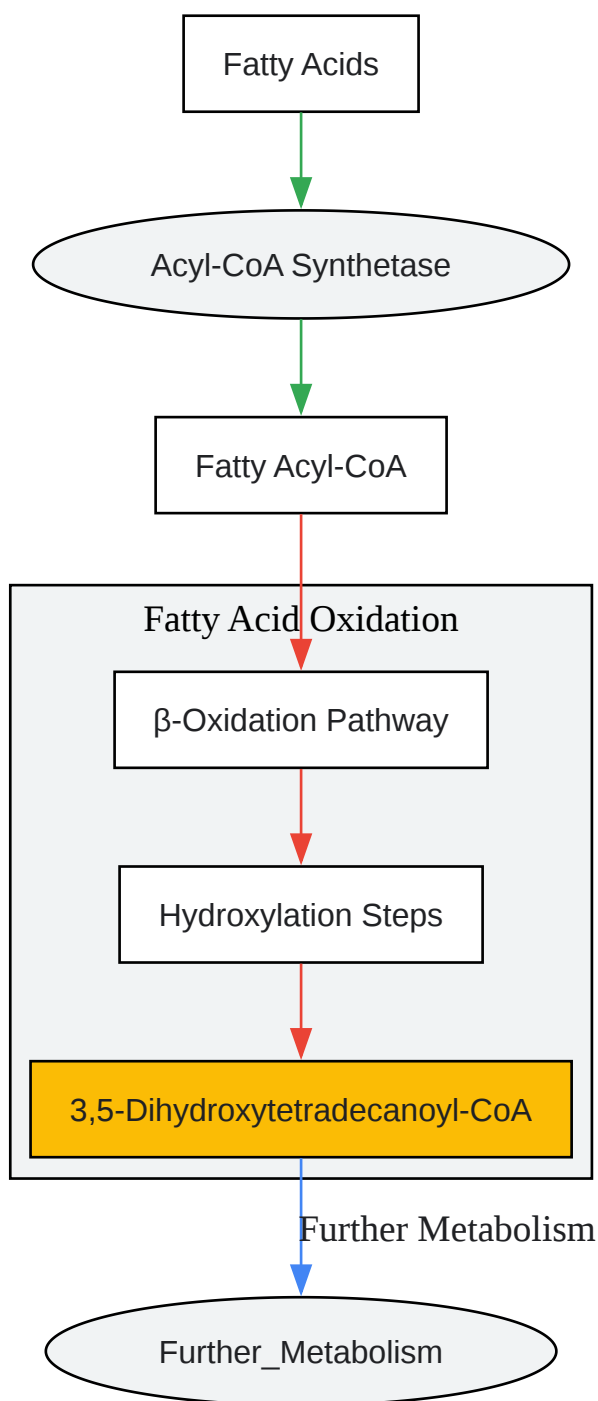 Fatty Acids
Acyl-CoA Synthetase
Fatty Acyl-CoA
Fatty Acid Oxidation
β-Oxidation Pathway
Hydroxylation Steps
3,5-Dihydroxytetradecanoyl-CoA
Further Metabolism
Further_Metabolism